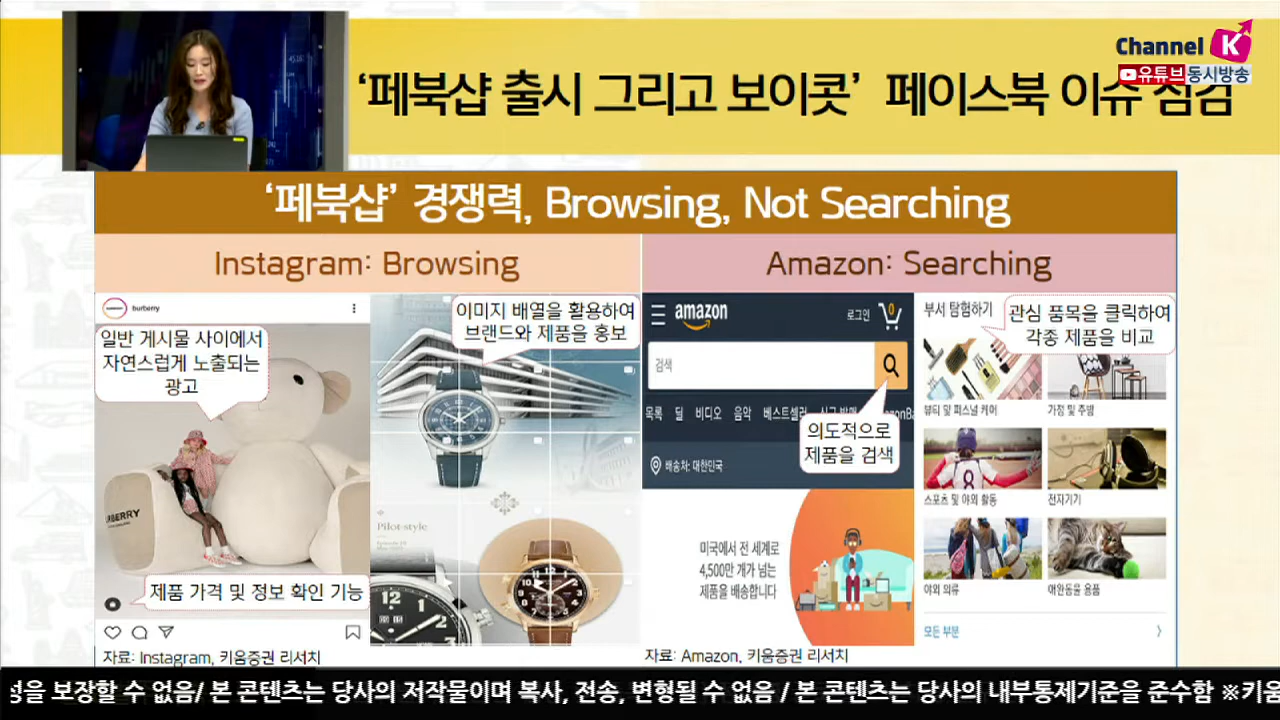 Channel K
유튜브 동시방송
'페북샵 출시 그리고 보이콧' 페이스북 이슈 점검
'페북샵' 경쟁력, Browsing, Not Searching
Instagram: Browsing
Amazon: Searching
burberry
일반 게시물 사이에서
자연스럽게 노출되는
광고
BERRY
제품 가격 및 정보 확인 가능
이미지 배열을 활용하여
브랜드와 제품을 홍보
Pilot-style
amazon
로그인
0
검색
목록 딜 비디오 음악 베스트셀러
의도적으로
제품을 검색
배송처: 대한민국
미국에서 전 세계로
4,500만 개가 넘는
제품을 배송합니다
부서 탐험하기
관심 품목을 클릭하여
각종 제품을 비교
뷰티 및 퍼스널 케어
가정 및 주방
8
스포츠 및 야외 활동
전자기기
야외 의류
애완동물 용품
모든 부분
자료: Instagram, 키움증권 리서치
자료: Amazon, 키움증권 리서치
성을 보장할 수 없음/ 본 콘텐츠는 당사의 저작물이며 복사, 전송, 변형될 수 없음 / 본 콘텐츠는 당사의 내부통제기준을 준수함 ※키움